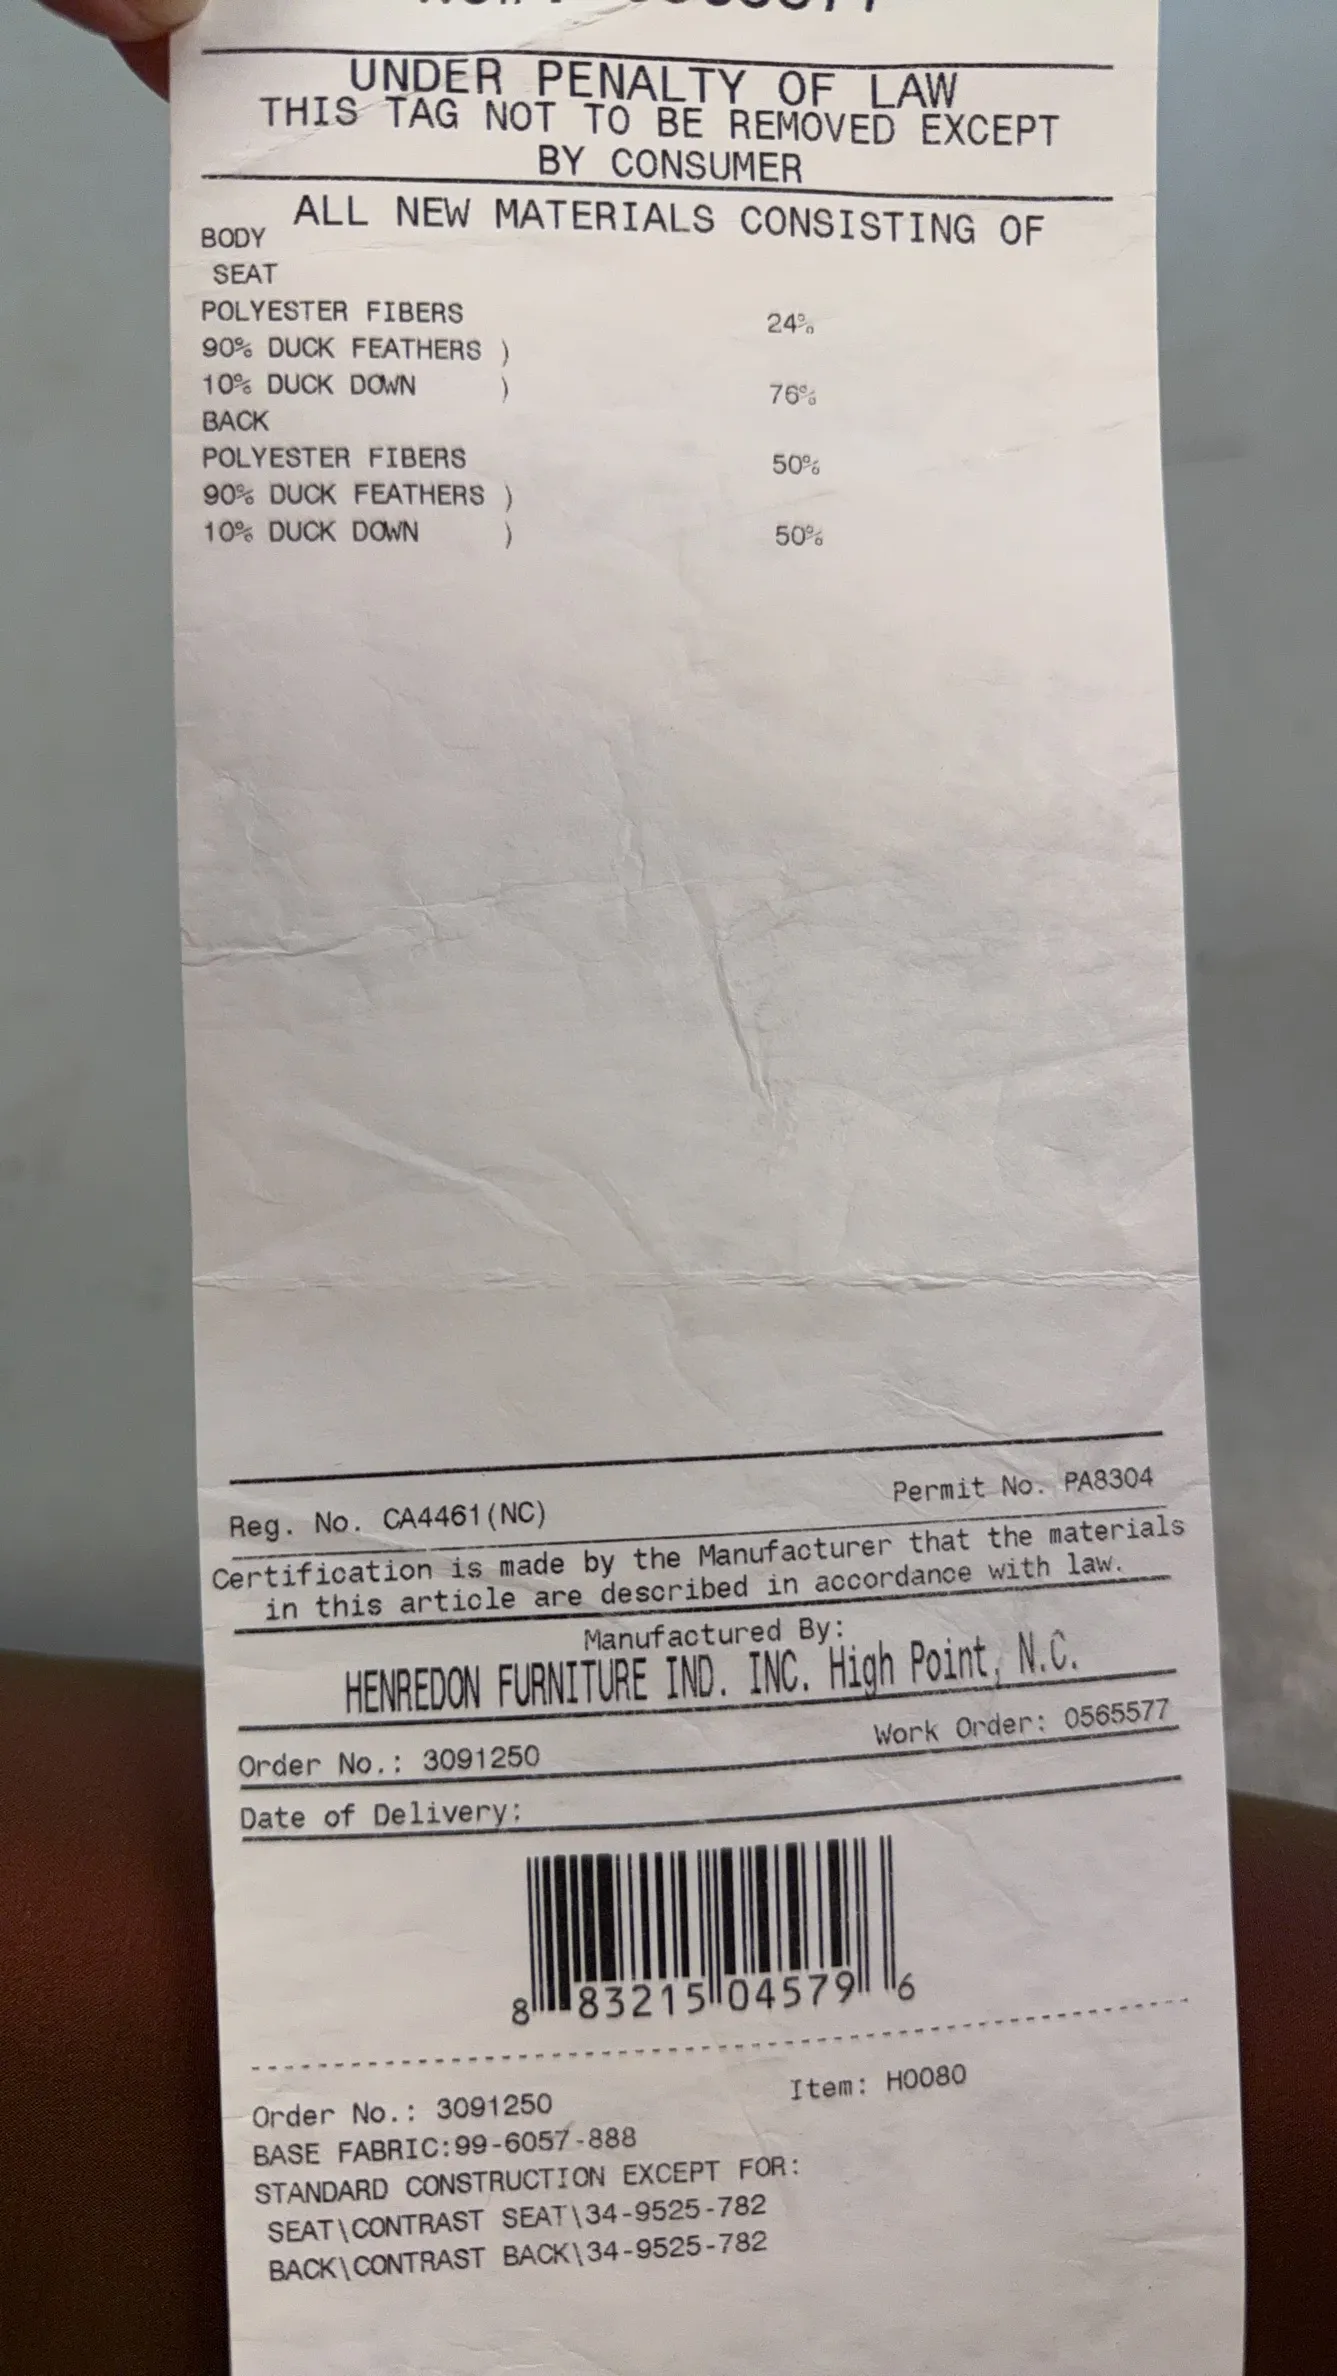 UNDER PENALTY OF LAW
THIS TAG NOT TO BE REMOVED EXCEPT
BY CONSUMER
ALL NEW MATERIALS CONSISTING OF
BODY
SEAT
POLYESTER FIBERS 24%
90% DUCK FEATHERS )
10% DUCK DOWN ) 76%
BACK
POLYESTER FIBERS 50%
90% DUCK FEATHERS )
10% DUCK DOWN ) 50%
Reg. No. CA4461(NC) Permit No. PA8304
Certification is made by the Manufacturer that the materials
in this article are described in accordance with law.
Manufactured By:
HENREDON FURNITURE IND. INC. High Point, N.C.
Order No.: 3091250 Work Order: 0565577
Date of Delivery:
8 83215 04579 6
Order No.: 3091250 Item: H0080
BASE FABRIC:99-6057-888
STANDARD CONSTRUCTION EXCEPT FOR:
SEAT\CONTRAST SEAT\34-9525-782
BACK\CONTRAST BACK\34-9525-782